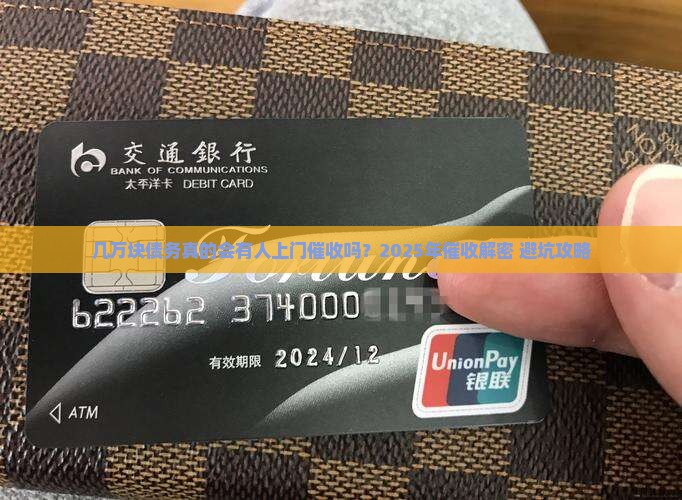 交通銀行
BANK OF COMMUNICATIONS
太平洋卡 DEBIT CARD
几万块债务真的会有人上门催收吗？2025年催收解密 避坑攻略
Fortune
622262 374000
有效期限 2024/12
UnionPay
银联
ATM